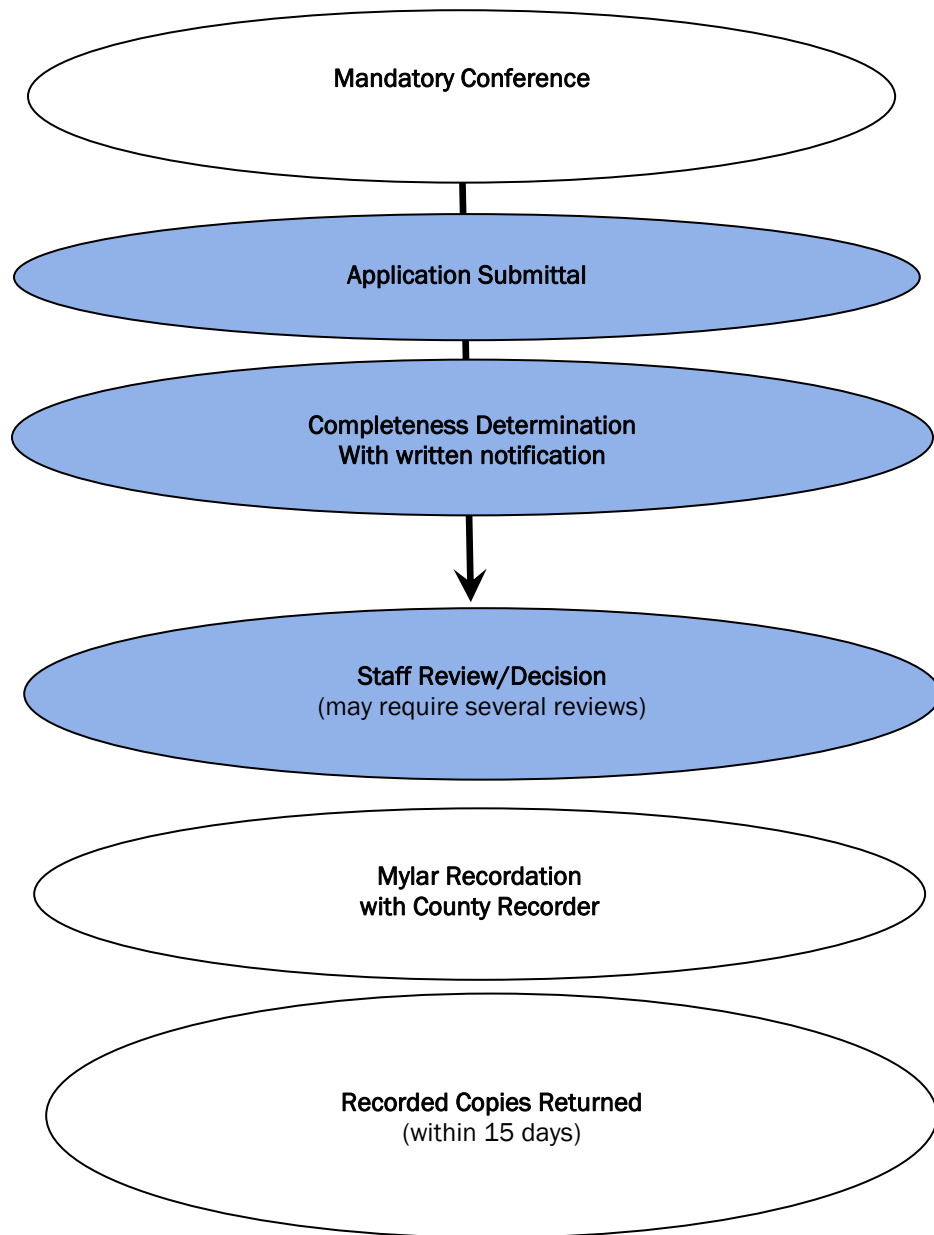 Mandatory Conference
Application Submittal
Completeness Determination
With written notification
Staff Review/Decision
(may require several reviews)
Mylar Recordation
with County Recorder
Recorded Copies Returned
(within 15 days)